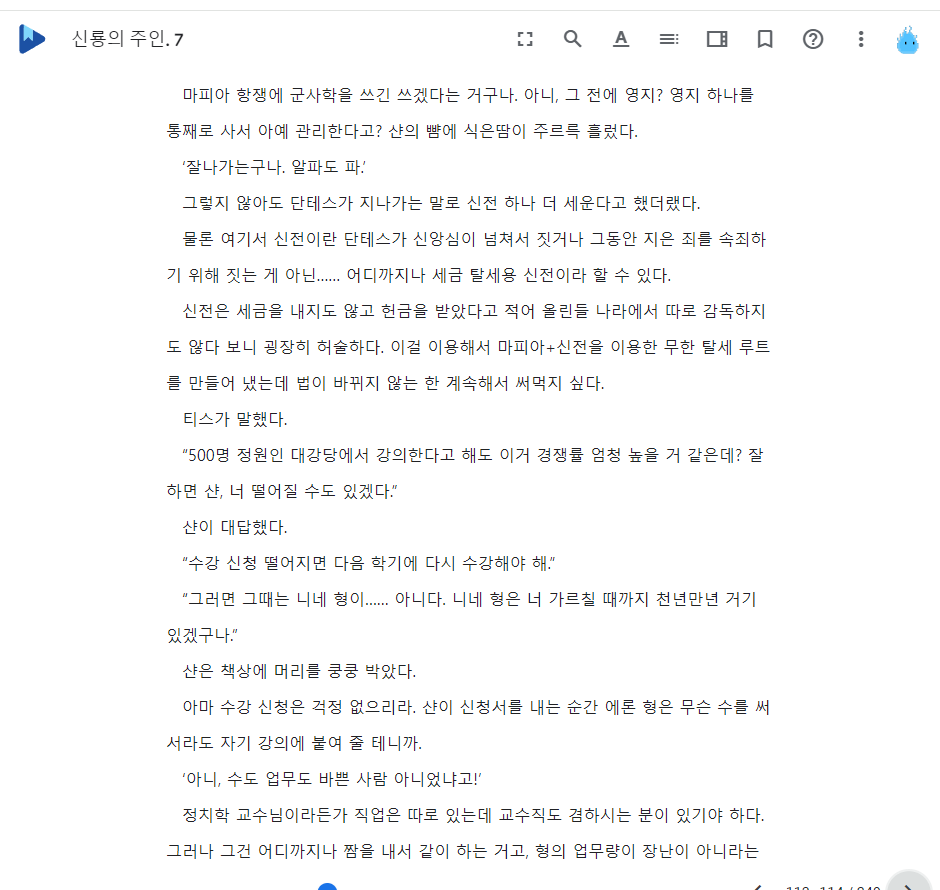 신룡의 주인. 7
마피아 항쟁에 군사학을 쓰긴 쓰겠다는 거구나. 아니, 그 전에 영지? 영지 하나를
통째로 사서 아예 관리한다고? 샨의 뺨에 식은땀이 주르륵 흘렀다.
‘잘나가는구나. 알파도 파.’
그렇지 않아도 단테스가 지나가는 말로 신전 하나 더 세운다고 했더랬다.
물론 여기서 신전이란 단테스가 신앙심이 넘쳐서 짓거나 그동안 지은 죄를 속죄하
기 위해 짓는 게 아닌…… 어디까지나 세금 탈세용 신전이라 할 수 있다.
신전은 세금을 내지도 않고 헌금을 받았다고 적어 올린들 나라에서 따로 감독하지
도 않다 보니 굉장히 허술하다. 이걸 이용해서 마피아+신전을 이용한 무한 탈세 루트
를 만들어 냈는데 법이 바뀌지 않는 한 계속해서 써먹지 싶다.
티스가 말했다.
“500명 정원인 대강당에서 강의한다고 해도 이거 경쟁률 엄청 높을 거 같은데? 잘
하면 샨, 너 떨어질 수도 있겠다.”
샨이 대답했다.
“수강 신청 떨어지면 다음 학기에 다시 수강해야 해.”
“그러면 그때는 니네 형이…… 아니다. 니네 형은 너 가르칠 때까지 천년만년 거기
있겠구나.”
샨은 책상에 머리를 쿵쿵 박았다.
아마 수강 신청은 걱정 없으리라. 샨이 신청서를 내는 순간 에론 형은 무슨 수를 써
서라도 자기 강의에 붙여 줄 테니까.
‘아니, 수도 업무도 바쁜 사람 아니었냐고!’
정치학 교수님이라든가 직업은 따로 있는데 교수직도 겸하시는 분이 있기야 하다.
그러나 그건 어디까지나 짬을 내서 같이 하는 거고, 형의 업무량이 장난이 아니라는